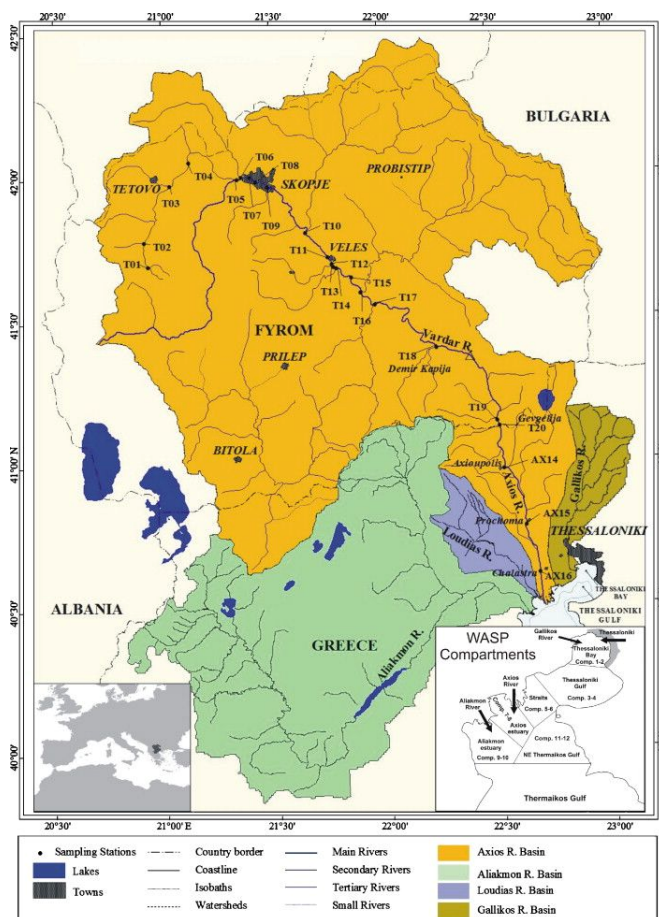 20°30'
21°00'
21°30'
22°00'
22°30'
23°00'
42°30'
42°00'
41°30'
41°00' N
40°30'
40°00'
BULGARIA
T06
T08
SKOPJE
PROBISTIP
TETOVO
T04
T05
T03
T07
T09
T10
T02
T11
VELES
T12
T01
T15
T13
T14
T17
T16
FYROM
Vardar R.
PRILEP
T18
Demir Kapija
T19
Gevgelija
T20
BITOLA
Axioupolis
AX14
Axios R.
Gallikos R.
AX15
Prochoma
THESSALONIKI
Loudias R.
Chalastra
AX16
THESSALONIKI
BAY
THESSALONIKI
GULF
ALBANIA
GREECE
Aliakmon R.
WASP
Compartments
Gallikos
River
Thessaloniki
Thessaloniki
Bay
Comp. 1-2
Thessaloniki
Gulf
Comp. 3-4
Axios
River
Straits
Comp. 5-6
Aliakmon
River
Comp. 7-8
Axios
estuary
Comp. 11-12
Aliakmon
estuary
Comp. 9-10
NE Thermaikos Gulf
Thermaikos Gulf
20°30'
21°00' E
21°30'
22°00'
22°30'
23°00'
Sampling Stations
Country border
Main Rivers
Axios R. Basin
Lakes
Coastline
Secondary Rivers
Aliakmon R. Basin
Towns
Isobaths
Tertiary Rivers
Loudias R. Basin
Watersheds
Small Rivers
Gallikos R. Basin